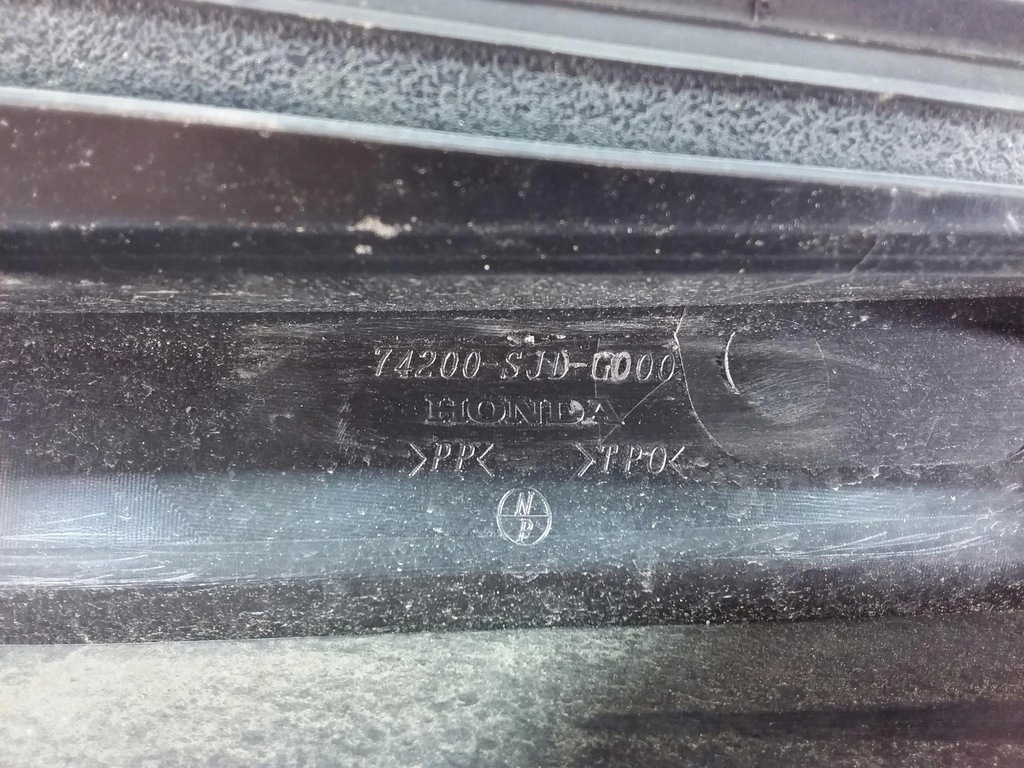 74200-SJD-G000
HONDA
>PP< >TPO<
N
P